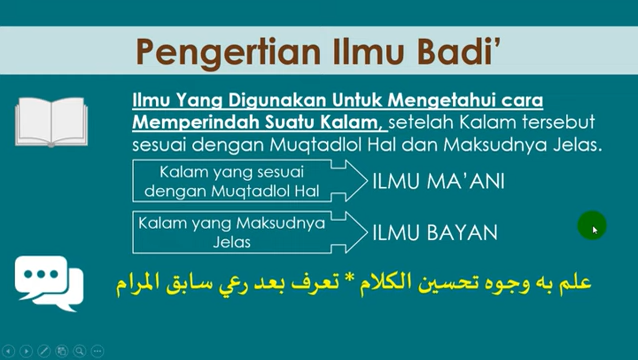 Pengertian Ilmu Badi’
Ilmu Yang Digunakan Untuk Mengetahui cara
Memperindah Suatu Kalam, setelah Kalam tersebut
sesuai dengan Muqtadlol Hal dan Maksudnya Jelas.
Kalam yang sesuai
dengan Muqtadlol Hal
ILMU MA’ANI
Kalam yang Maksudnya
Jelas
ILMU BAYAN
علم به وجوه تحسين الكلام * تعرف بعد رعي سابق المرام